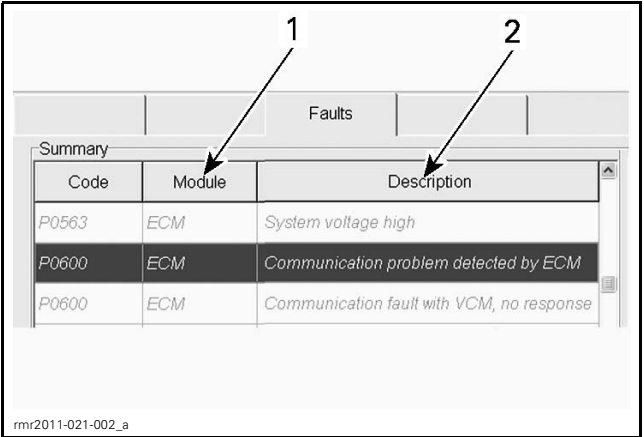 1 2
Faults
Summary
Code Module Description
P0563 ECM System voltage high
P0600 ECM Communication problem detected by ECM
P0600 ECM Communication fault with VCM, no response
rmr2011-021-002_a